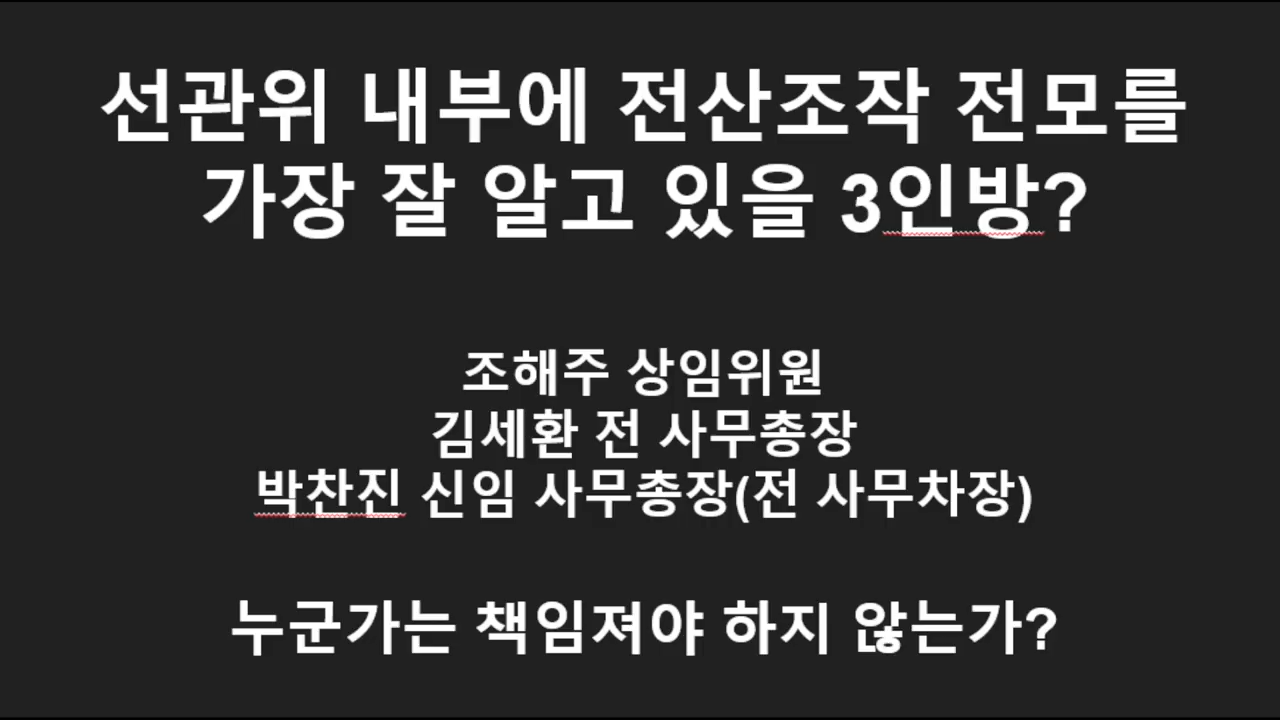 선관위 내부에 전산조작 전모를
가장 잘 알고 있을 3인방?
조해주 상임위원
김세환 전 사무총장
박찬진 신임 사무총장(전 사무차장)
누군가는 책임져야 하지 않는가?